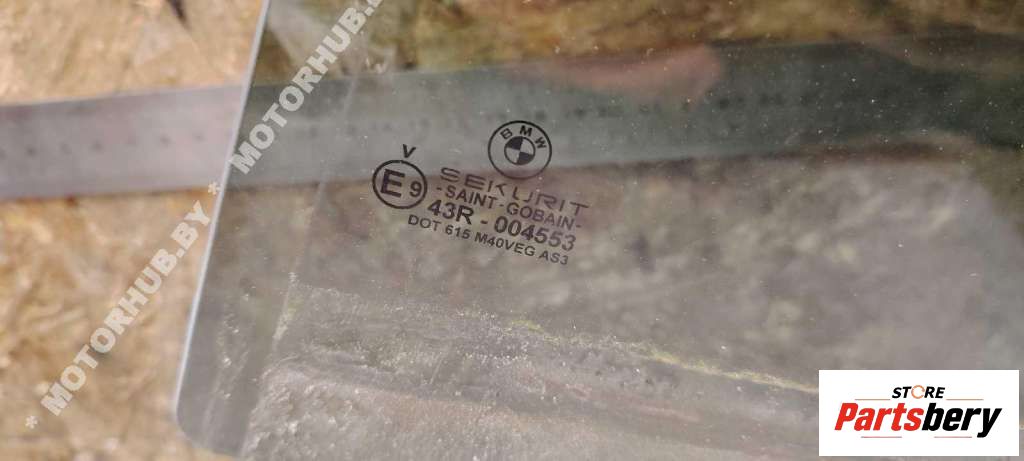 BMW
V
E9
SEKURIT
- SAINT - GOBAIN -
43R - 004553
DOT 615 M40VEG AS3
* MOTORHUB.BY * MOTORHUB.BY
STORE
Partsbery